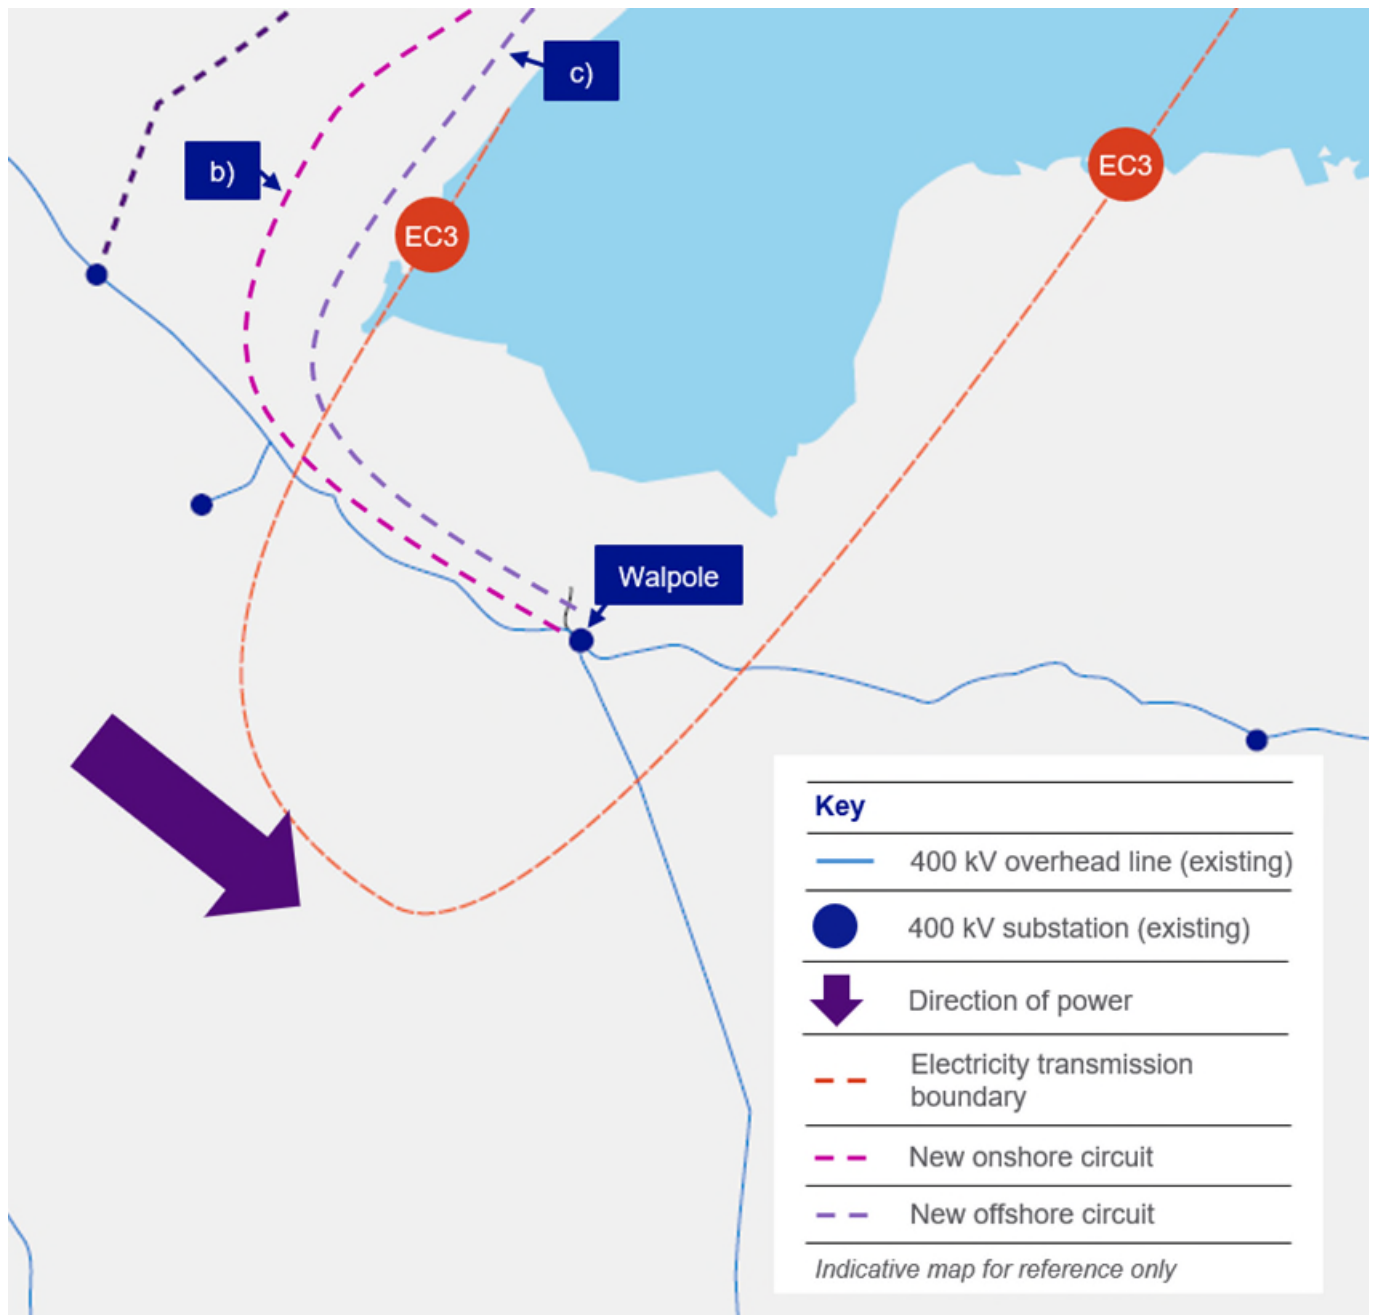 c)
b)
EC3
EC3
Walpole
Key
400 kV overhead line (existing)
400 kV substation (existing)
Direction of power
Electricity transmission
boundary
New onshore circuit
New offshore circuit
Indicative map for reference only